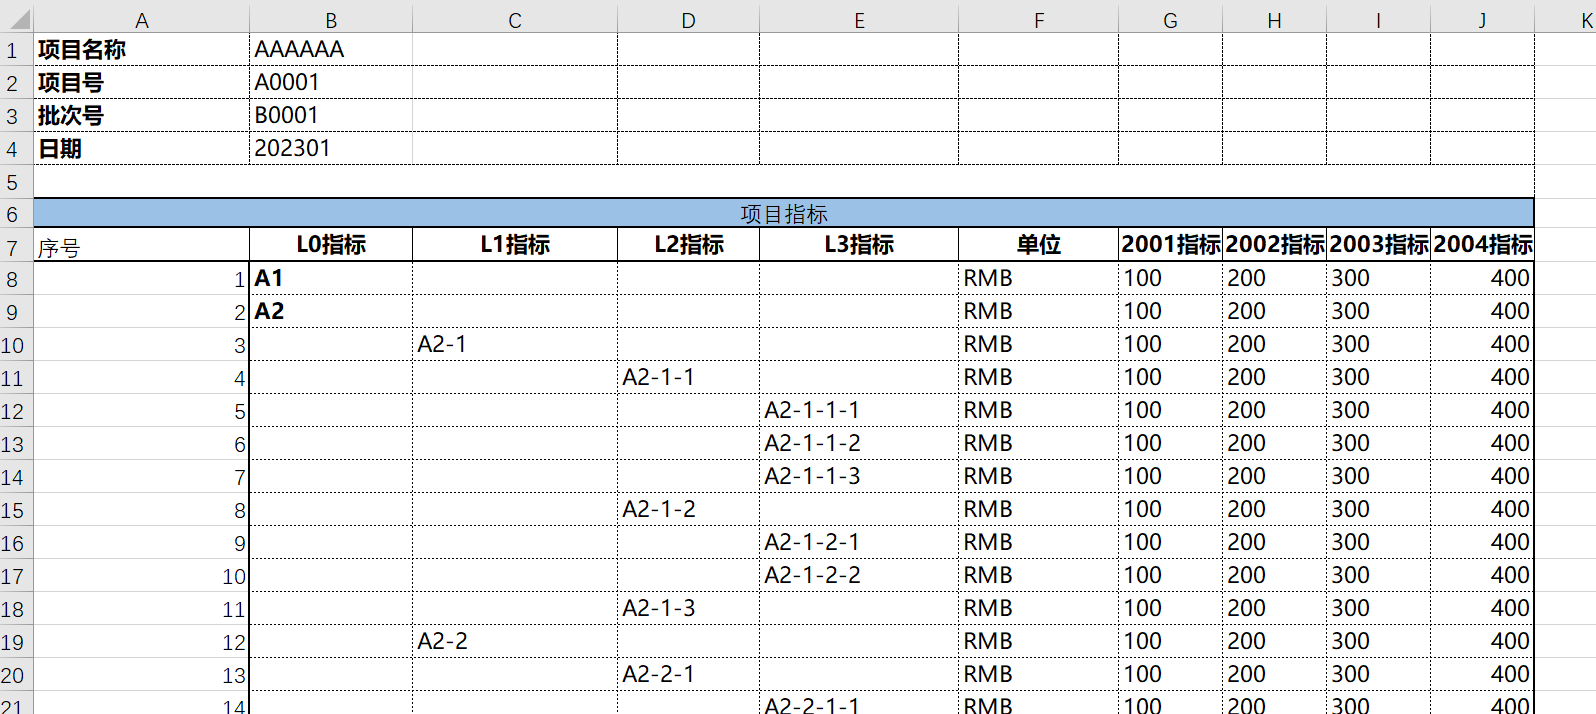 A B C D E F G H I J K
1 项目名称 AAAAAA
2 项目号 A0001
3 批次号 B0001
4 日期 202301
5
6 项目指标
7 序号 L0指标 L1指标 L2指标 L3指标 单位 2001指标 2002指标 2003指标 2004指标
8 1 A1 RMB 100 200 300 400
9 2 A2 RMB 100 200 300 400
10 3 A2-1 RMB 100 200 300 400
11 4 A2-1-1 RMB 100 200 300 400
12 5 A2-1-1-1 RMB 100 200 300 400
13 6 A2-1-1-2 RMB 100 200 300 400
14 7 A2-1-1-3 RMB 100 200 300 400
15 8 A2-1-2 RMB 100 200 300 400
16 9 A2-1-2-1 RMB 100 200 300 400
17 10 A2-1-2-2 RMB 100 200 300 400
18 11 A2-1-3 RMB 100 200 300 400
19 12 A2-2 RMB 100 200 300 400
20 13 A2-2-1 RMB 100 200 300 400
21 14 A2-2-1-1 RMB 100 200 300 400